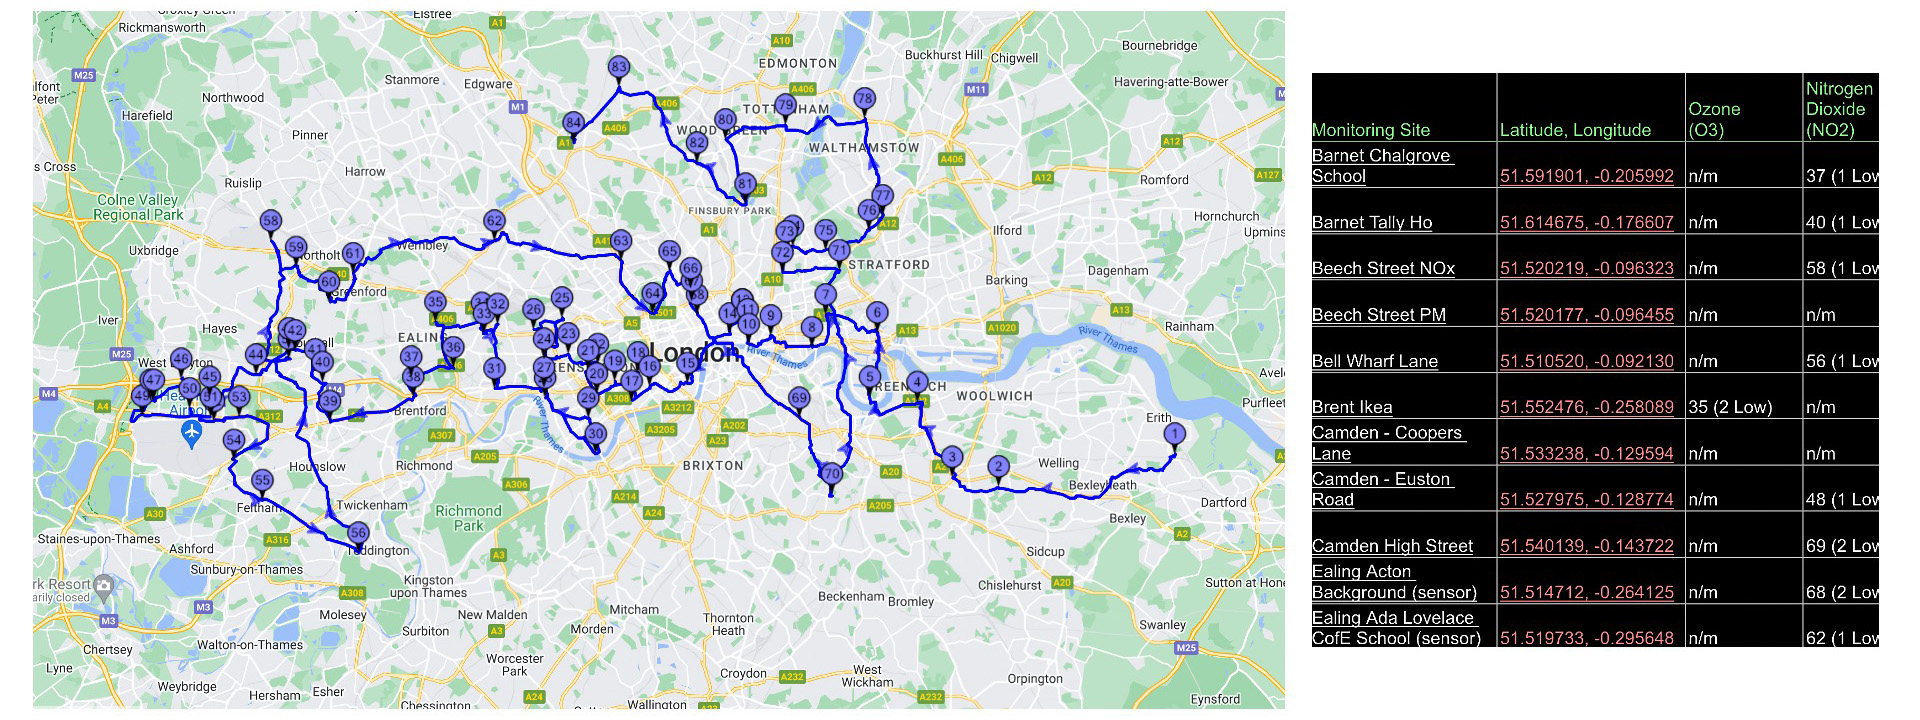 Croxley Green
Rickmansworth
Elstree
A1
M25
Stanmore
Edgware
M1
A10
EDMONTON
Buckhurst Hill
Chigwell
Bournebridge
Havering-atte-Bower
Northwood
Harefield
Pinner
83
A406
84
A1
A406
WOOD GREEN
80
TOTTENHAM
79
78
A406
M11
82
WALTHAMSTOW
A406
A12
s Cross
Ruislip
Harrow
A12
Romford
A127
Colne Valley
Regional Park
81
FINSBURY PARK
77
76
A12
Hornchurch
Upmins
Uxbridge
58
59
62
Wembley
63
65
A1
73
75
72
71
Ilford
STRATFORD
Barking
Dagenham
61
60
Greenford
66
A10
Iver
Hayes
35
32
33
26
25
64
A501
68
A5
14
11
10
9
8
7
6
A13
A1020
A13
Rainham
River Thames
EALING
36
37
38
31
24
23
27
London
15
18
19
20
16
17
River Thames
M25
West Drayton
46
44
42
41
40
47
45
50
49
53
M4
A4
Heathrow
Airport
A312
39
Brentford
29
30
A308
A3212
A3205
A202
A23
69
GREENWICH
5
4
WOOLWICH
Erith
1
Purfleet
54
Hounslow
A307
Richmond
A205
River Thames
A306
BRIXTON
A20
70
A205
3
2
Welling
Bexleyheath
Dartford
55
Feltham
Twickenham
Richmond
Park
A214
A24
Bexley
A30
A316
56
Teddington
A3
A2
Staines-upon-Thames
Ashford
Sunbury-on-Thames
Kingston
upon Thames
Sidcup
Chislehurst
A20
Sutton at Hone
M3
A308
Molesey
Surbiton
New Malden
A3
Mitcham
Morden
Thornton
Heath
Beckenham
Bromley
Swanley
M25
Chertsey
Walton-on-Thames
Worcester
Park
Croydon
A232
West
Wickham
Orpington
Lyne
Weybridge
Hersham
Esher
Chessington
A24
Wallington
A232
Eynsford
Monitoring Site Latitude, Longitude Ozone (O3) Nitrogen Dioxide (NO2)
Barnet Chalgrove School 51.591901, -0.205992 n/m 37 (1 Low
Barnet Tally Ho 51.614675, -0.176607 n/m 40 (1 Low
Beech Street NOx 51.520219, -0.096323 n/m 58 (1 Low
Beech Street PM 51.520177, -0.096455 n/m n/m
Bell Wharf Lane 51.510520, -0.092130 n/m 56 (1 Low
Brent Ikea 51.552476, -0.258089 35 (2 Low) n/m
Camden - Coopers Lane 51.533238, -0.129594 n/m n/m
Camden - Euston Road 51.527975, -0.128774 n/m 48 (1 Low
Camden High Street 51.540139, -0.143722 n/m 69 (2 Low
Ealing Acton Background (sensor) 51.514712, -0.264125 n/m 68 (2 Low
Ealing Ada Lovelace CofE School (sensor) 51.519733, -0.295648 n/m 62 (1 Low